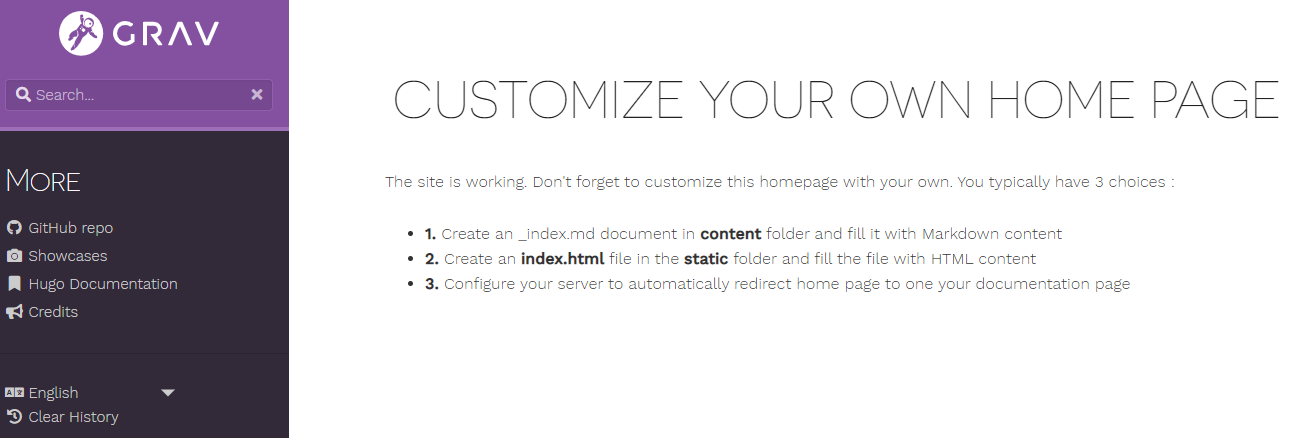 GRAV
Search...
MORE
GitHub repo
Showcases
Hugo Documentation
Credits
English
Clear History
CUSTOMIZE YOUR OWN HOME PAGE
The site is working. Don't forget to customize this homepage with your own. You typically have 3 choices :
• 1. Create an _index.md document in content folder and fill it with Markdown content
• 2. Create an index.html file in the static folder and fill the file with HTML content
• 3. Configure your server to automatically redirect home page to one your documentation page